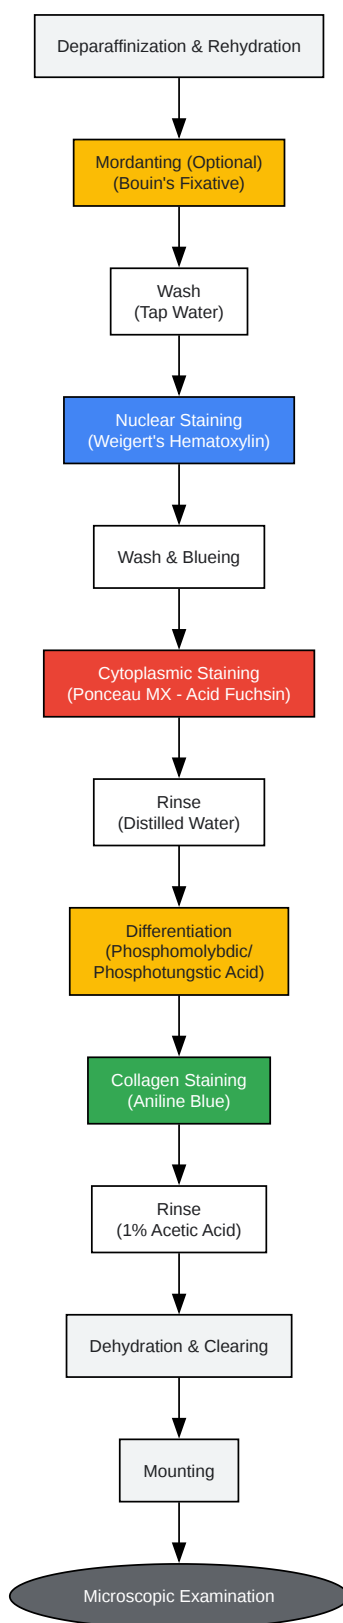 Deparaffinization & Rehydration
Mordanting (Optional)
(Bouin's Fixative)
Wash
(Tap Water)
Nuclear Staining
(Weigert's Hematoxylin)
Wash & Blueing
Cytoplasmic Staining
(Ponceau MX - Acid Fuchsin)
Rinse
(Distilled Water)
Differentiation
(Phosphomolybdic/
Phosphotungstic Acid)
Collagen Staining
(Aniline Blue)
Rinse
(1% Acetic Acid)
Dehydration & Clearing
Mounting
Microscopic Examination